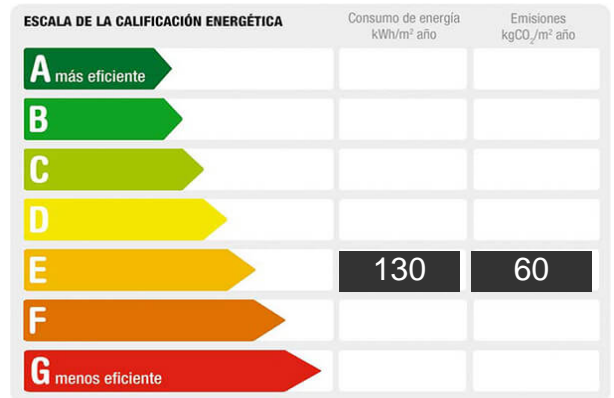 ESCALA DE LA CALIFICACIÓN ENERGÉTICA
Consumo de energía
kWh/m² año
Emisiones
kgCO₂/m² año
A más eficiente
B
C
D
E 130 60
F
G menos eficiente